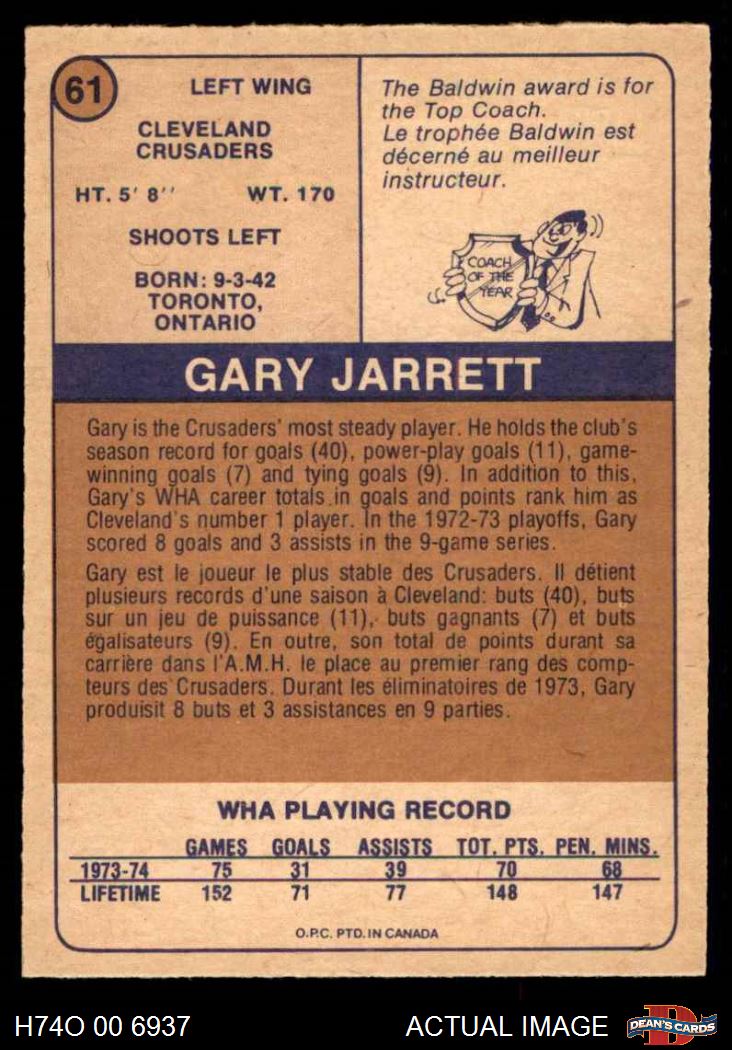 61
LEFT WING
CLEVELAND
CRUSADERS
HT. 5' 8'' WT. 170
SHOOTS LEFT
BORN: 9-3-42
TORONTO,
ONTARIO
The Baldwin award is for
the Top Coach.
Le trophée Baldwin est
décerné au meilleur
instructeur.
COACH
OF THE
YEAR
GARY JARRETT
Gary is the Crusaders' most steady player. He holds the club's
season record for goals (40), power-play goals (11), game-
winning goals (7) and tying goals (9). In addition to this,
Gary's WHA career totals in goals and points rank him as
Cleveland's number 1 player. In the 1972-73 playoffs, Gary
scored 8 goals and 3 assists in the 9-game series.
Gary est le joueur le plus stable des Crusaders. Il détient
plusieurs records d'une saison à Cleveland: buts (40), buts
sur un jeu de puissance (11), buts gagnants (7) et buts
égalisateurs (9). En outre, son total de points durant sa
carrière dans l'A.M.H. le place au premier rang des comp-
teurs des Crusaders. Durant les éliminatoires de 1973, Gary
produisit 8 buts et 3 assistances en 9 parties.
WHA PLAYING RECORD
GAMES GOALS ASSISTS TOT. PTS. PEN. MINS.
1973-74 75 31 39 70 68
LIFETIME 152 71 77 148 147
O.P.C. PTD. IN CANADA
H74O 00 6937 ACTUAL IMAGE
D
DEAN'S CARDS